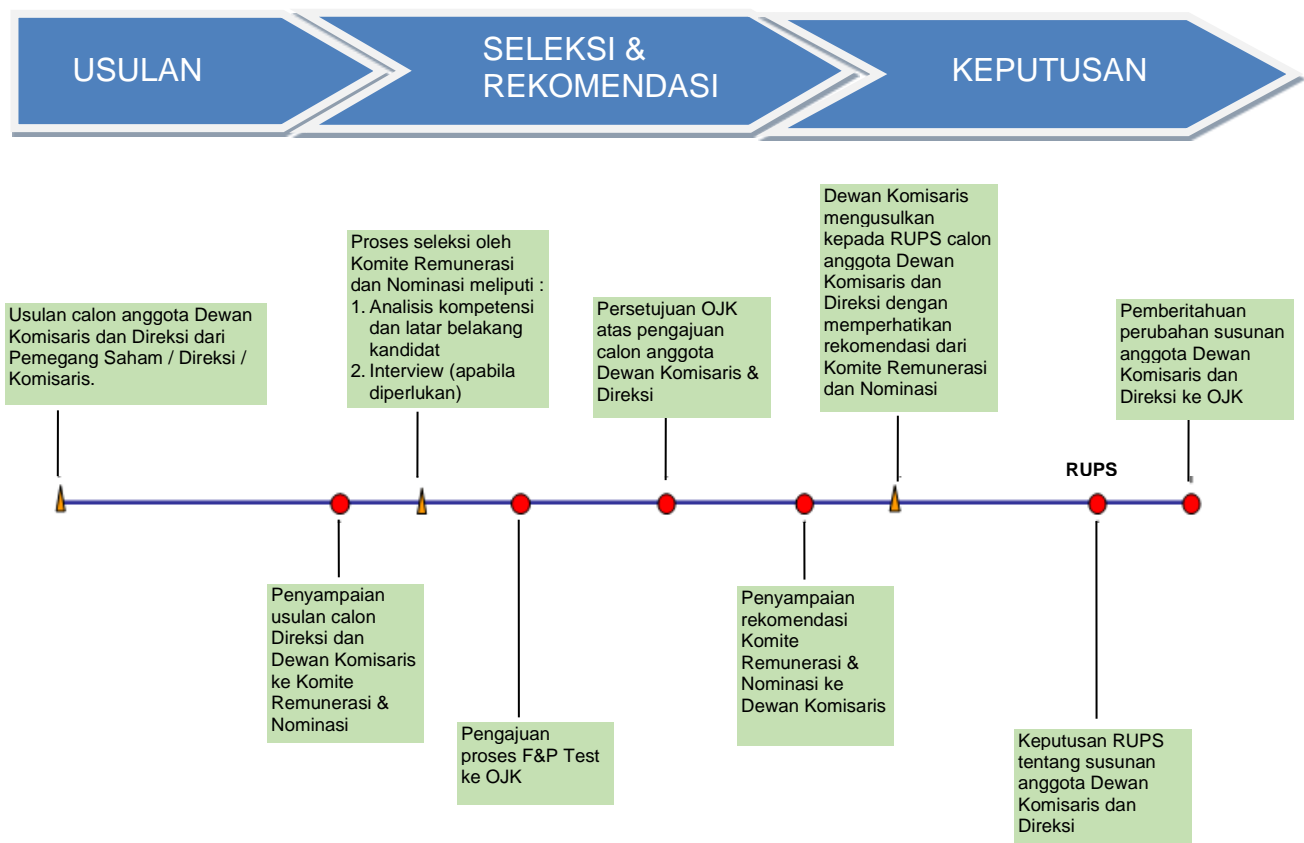 USULAN
SELEKSI &
REKOMENDASI
KEPUTUSAN
Usulan calon anggota Dewan
Komisaris dan Direksi dari
Pemegang Saham / Direksi /
Komisaris.
Proses seleksi oleh
Komite Remunerasi
dan Nominasi meliputi :
1. Analisis kompetensi
dan latar belakang
kandidat
2. Interview (apabila
diperlukan)
Persetujuan OJK
atas pengajuan
calon anggota
Dewan Komisaris &
Direksi
Dewan Komisaris
mengusulkan
kepada RUPS calon
anggota Dewan
Komisaris dan
Direksi dengan
memperhatikan
rekomendasi dari
Komite Remunerasi
dan Nominasi
Pemberitahuan
perubahan susunan
anggota Dewan
Komisaris dan
Direksi ke OJK
RUPS
Penyampaian
usulan calon
Direksi dan
Dewan Komisaris
ke Komite
Remunerasi &
Nominasi
Pengajuan
proses F&P Test
ke OJK
Penyampaian
rekomendasi
Komite
Remunerasi &
Nominasi ke
Dewan Komisaris
Keputusan RUPS
tentang susunan
anggota Dewan
Komisaris dan
Direksi